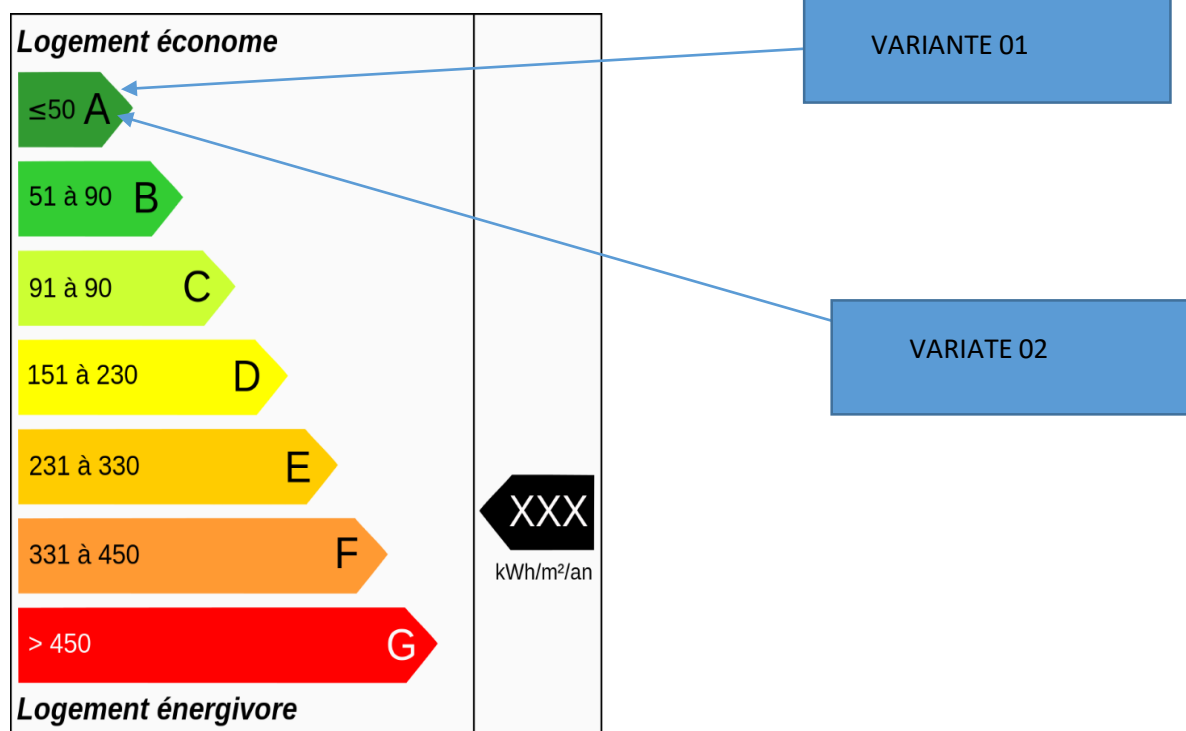 Logement économe
VARIANTE 01
≤50 A
51 à 90 B
91 à 90 C
151 à 230 D
VARIATE 02
231 à 330 E
XXX
331 à 450 F
kWh/m²/an
> 450 G
Logement énergivore